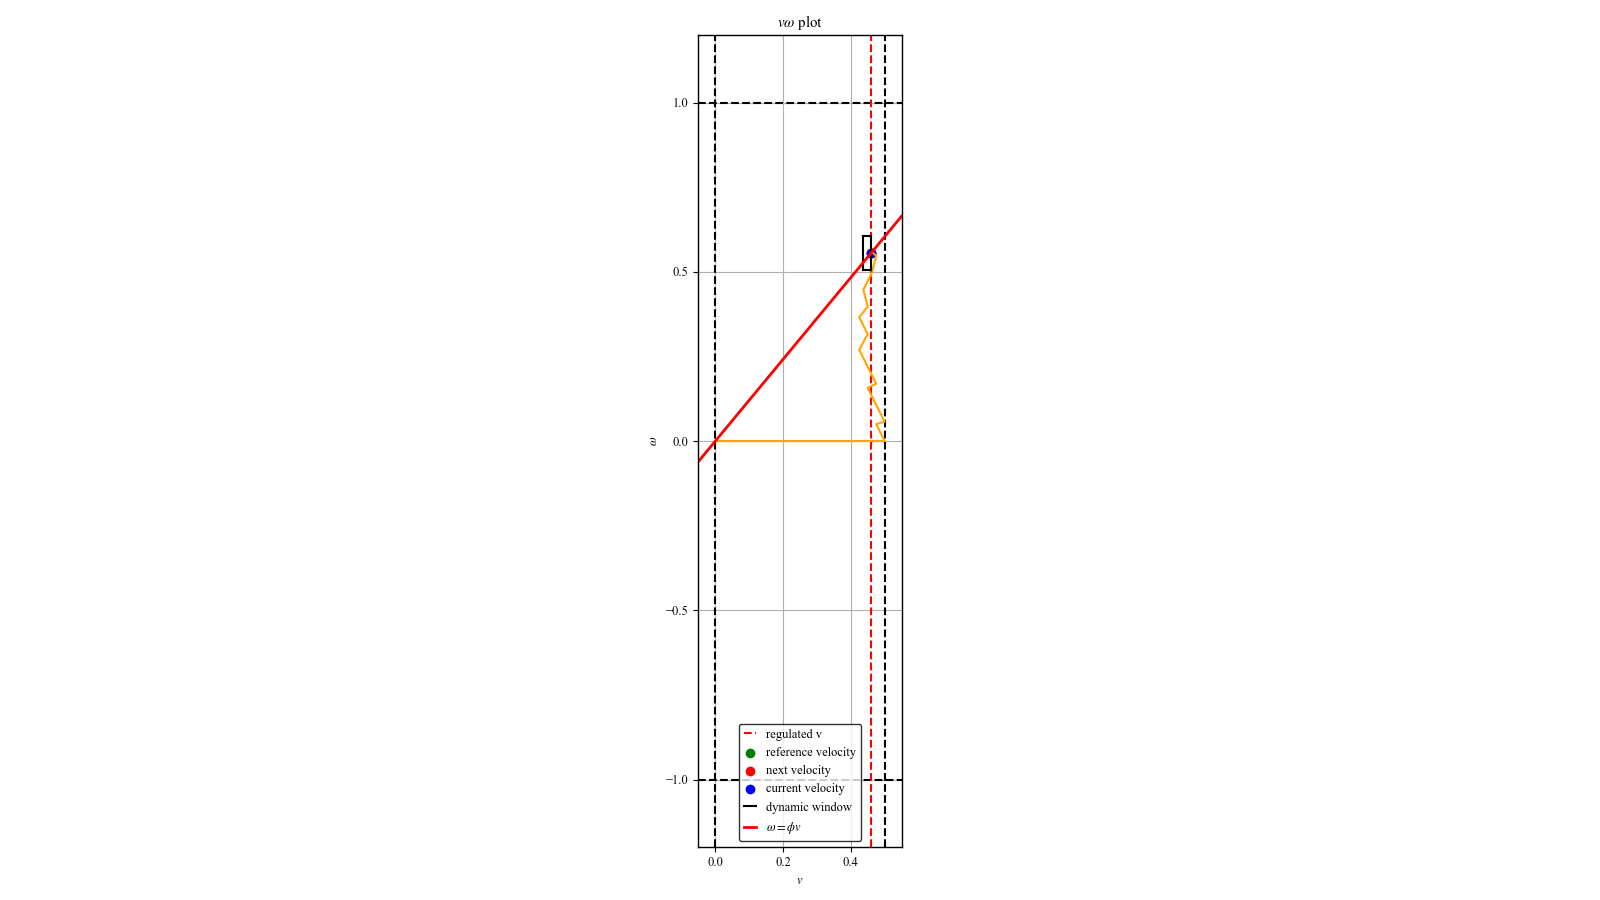 vω plot
1.0
0.5
ω
0.0
−0.5
−1.0
regulated v
reference velocity
next velocity
current velocity
dynamic window
ω = ϕv
0.0 0.2 0.4
v